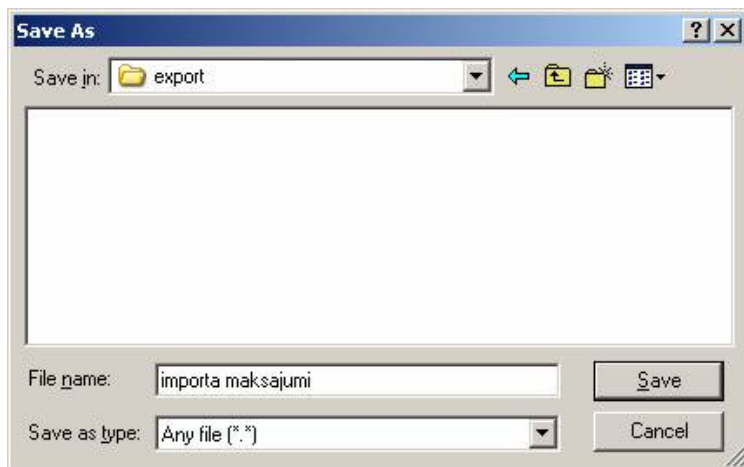 Save As
Save in: export
File name: importa maksajumi Save
Save as type: Any file (*.*) Cancel